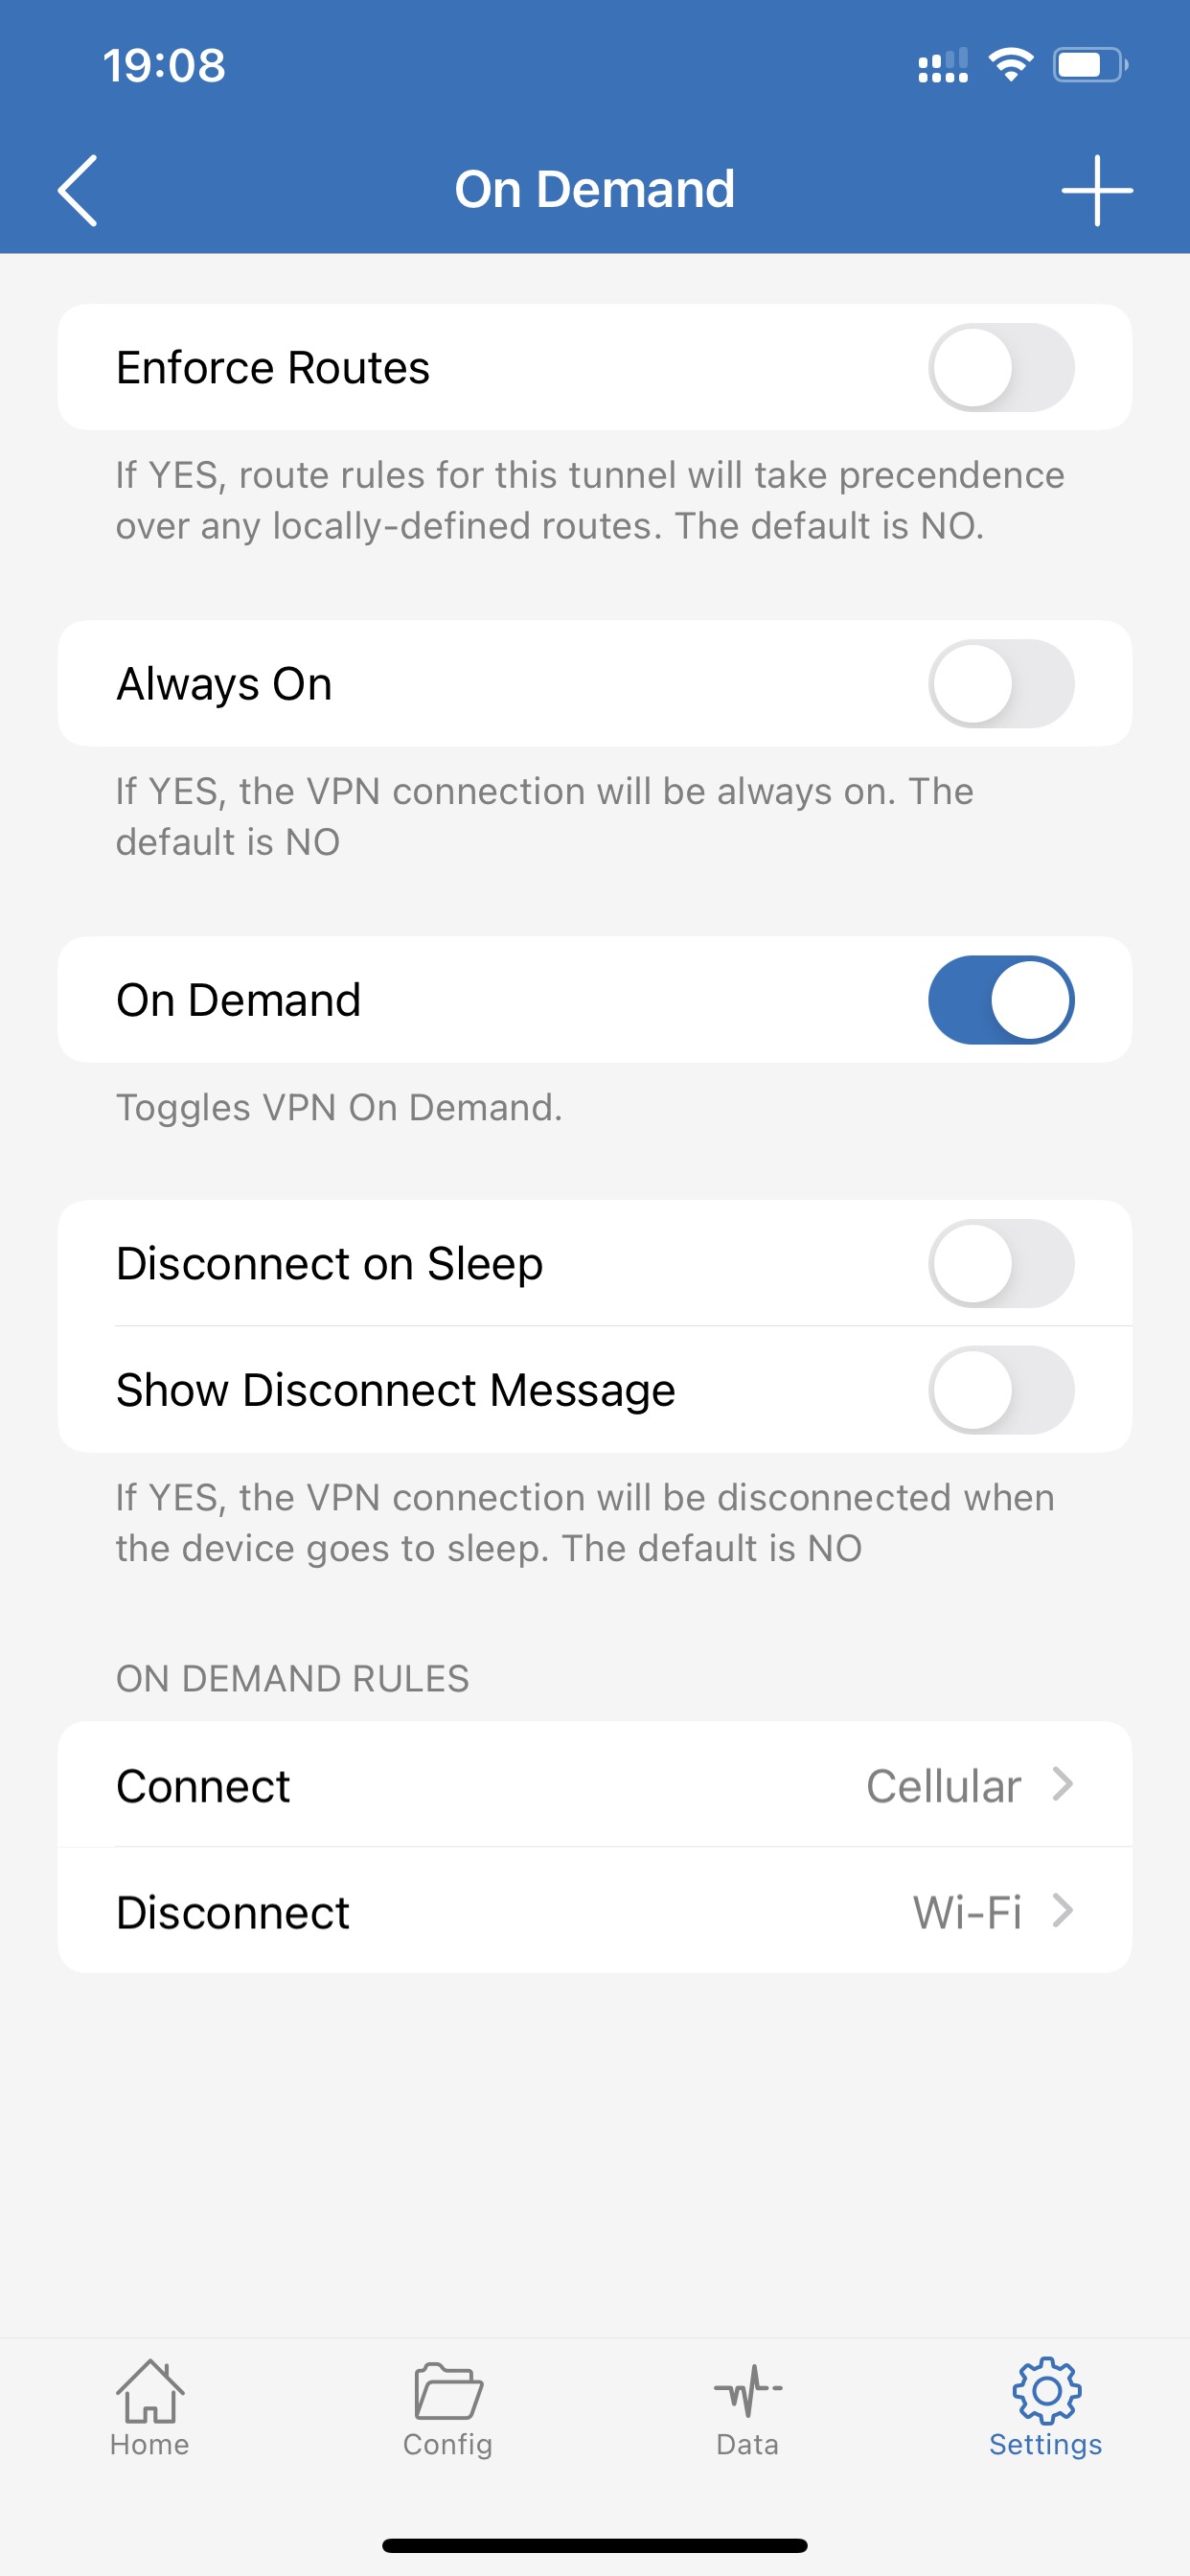 19:08
On Demand
Enforce Routes
If YES, route rules for this tunnel will take precendence
over any locally-defined routes. The default is NO.
Always On
If YES, the VPN connection will be always on. The
default is NO
On Demand
Toggles VPN On Demand.
Disconnect on Sleep
Show Disconnect Message
If YES, the VPN connection will be disconnected when
the device goes to sleep. The default is NO
ON DEMAND RULES
Connect Cellular
Disconnect Wi-Fi
Home Config Data Settings